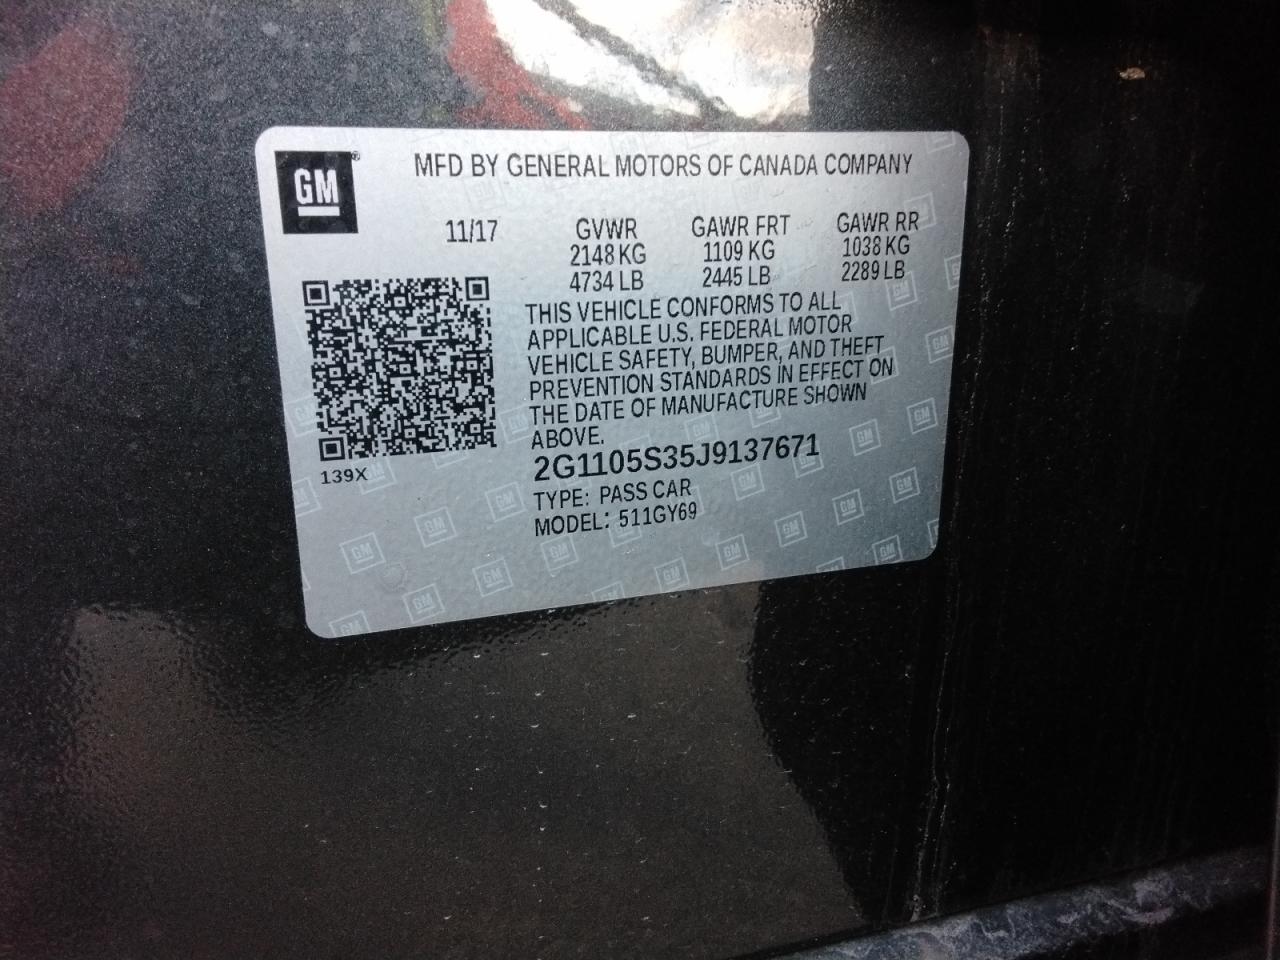 GM
MFD BY GENERAL MOTORS OF CANADA COMPANY
11/17 GVWR GAWR FRT GAWR RR
2148 KG 1109 KG 1038 KG
4734 LB 2445 LB 2289 LB
THIS VEHICLE CONFORMS TO ALL
APPLICABLE U.S. FEDERAL MOTOR
VEHICLE SAFETY, BUMPER, AND THEFT
PREVENTION STANDARDS IN EFFECT ON
THE DATE OF MANUFACTURE SHOWN
ABOVE.
139X
2G1105S35J9137671
TYPE: PASS CAR
MODEL: 511GY69